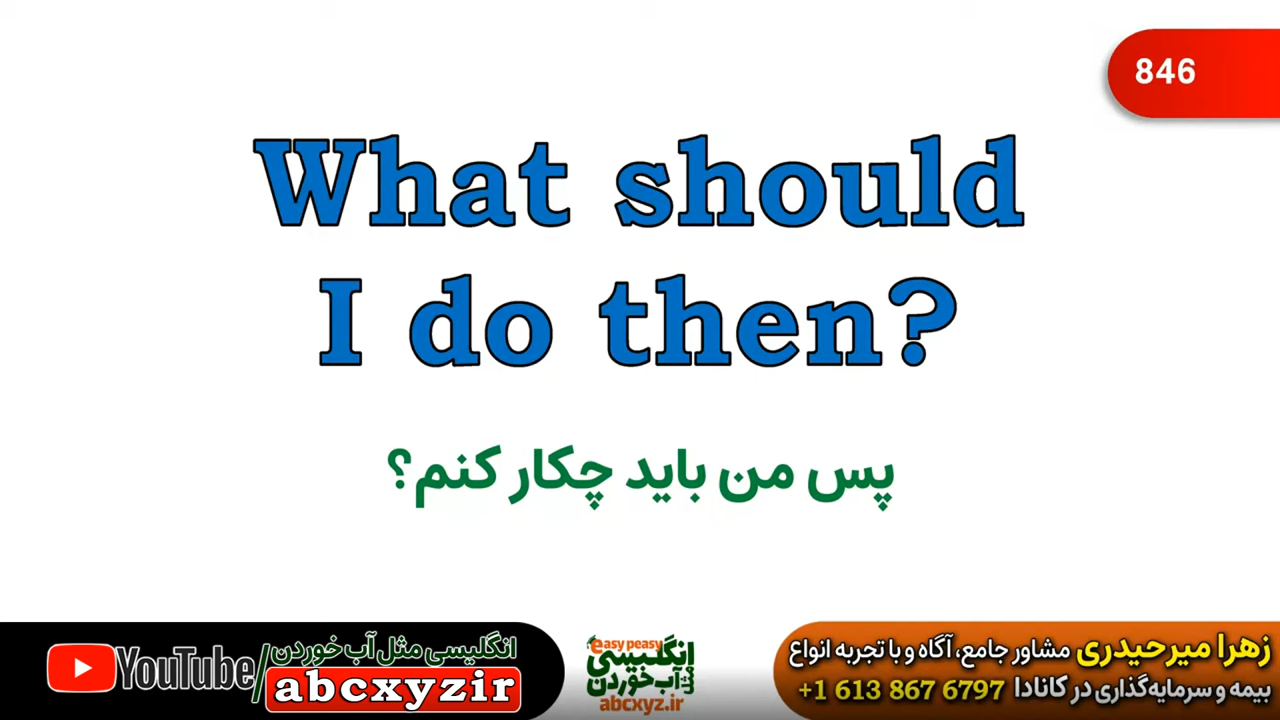 846
What should
I do then?
پس من باید چکار کنم؟
YouTube/
انگلیسی مثل آب خوردن
abcxyzir
easy peasy
انگلیسی
مثل
آب خوردن
abcxyz.ir
زهرا میرحیدری مشاور جامع، آگاه و با تجربه انواع
بیمه و سرمایه‌گذاری در کانادا +1 613 867 6797